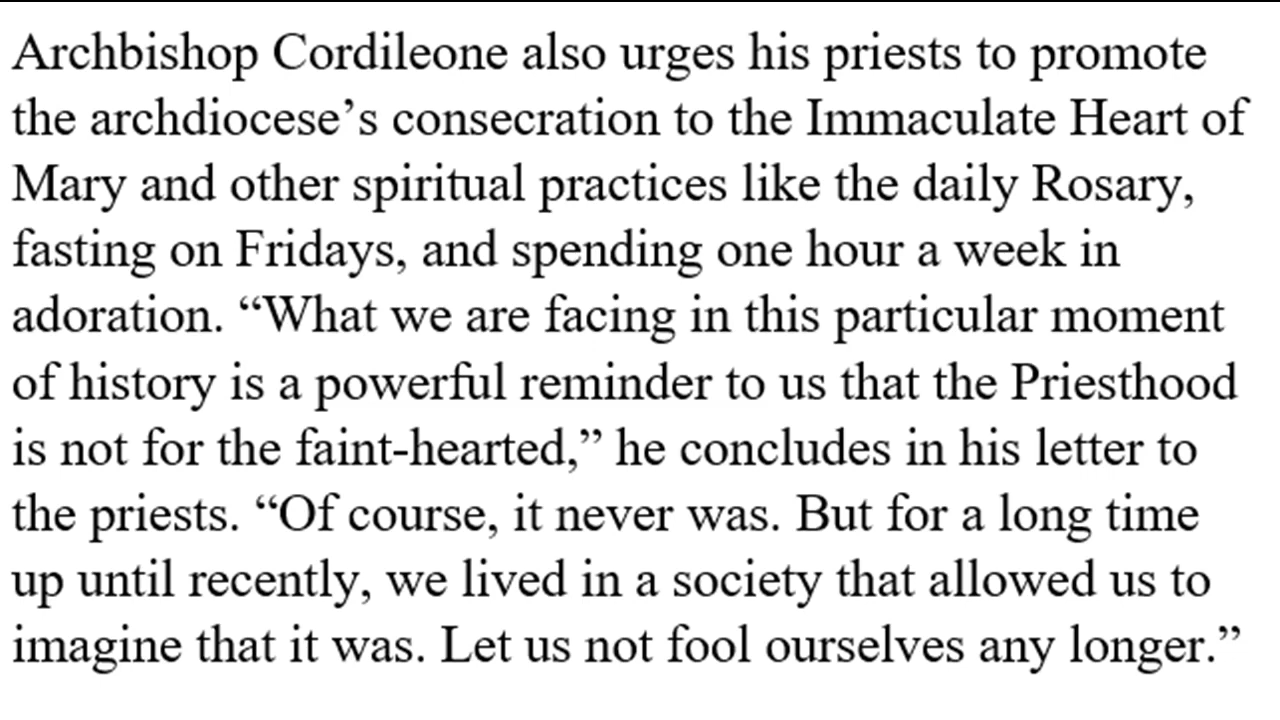 Archbishop Cordileone also urges his priests to promote
the archdiocese’s consecration to the Immaculate Heart of
Mary and other spiritual practices like the daily Rosary,
fasting on Fridays, and spending one hour a week in
adoration. “What we are facing in this particular moment
of history is a powerful reminder to us that the Priesthood
is not for the faint-hearted,” he concludes in his letter to
the priests. “Of course, it never was. But for a long time
up until recently, we lived in a society that allowed us to
imagine that it was. Let us not fool ourselves any longer.”